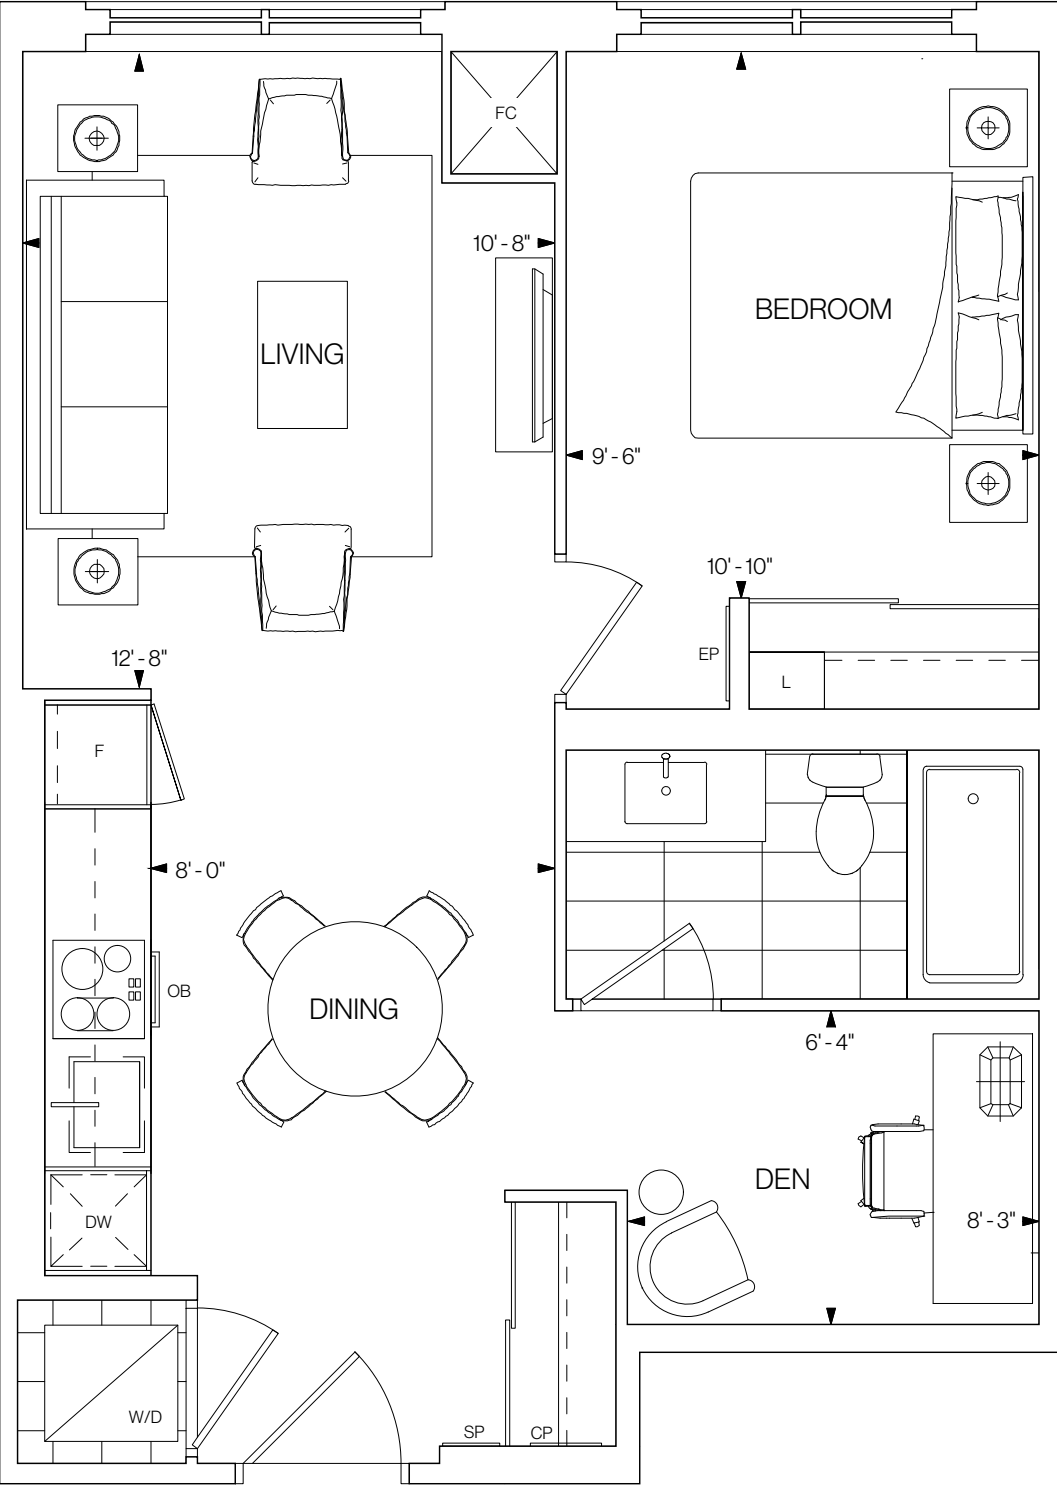 FC
10'-8"
BEDROOM
LIVING
9'-6"
10'-10"
12'-8"
EP
L
F
8'-0"
OB
DINING
6'-4"
DEN
DW
8'-3"
W/D
SP
CP